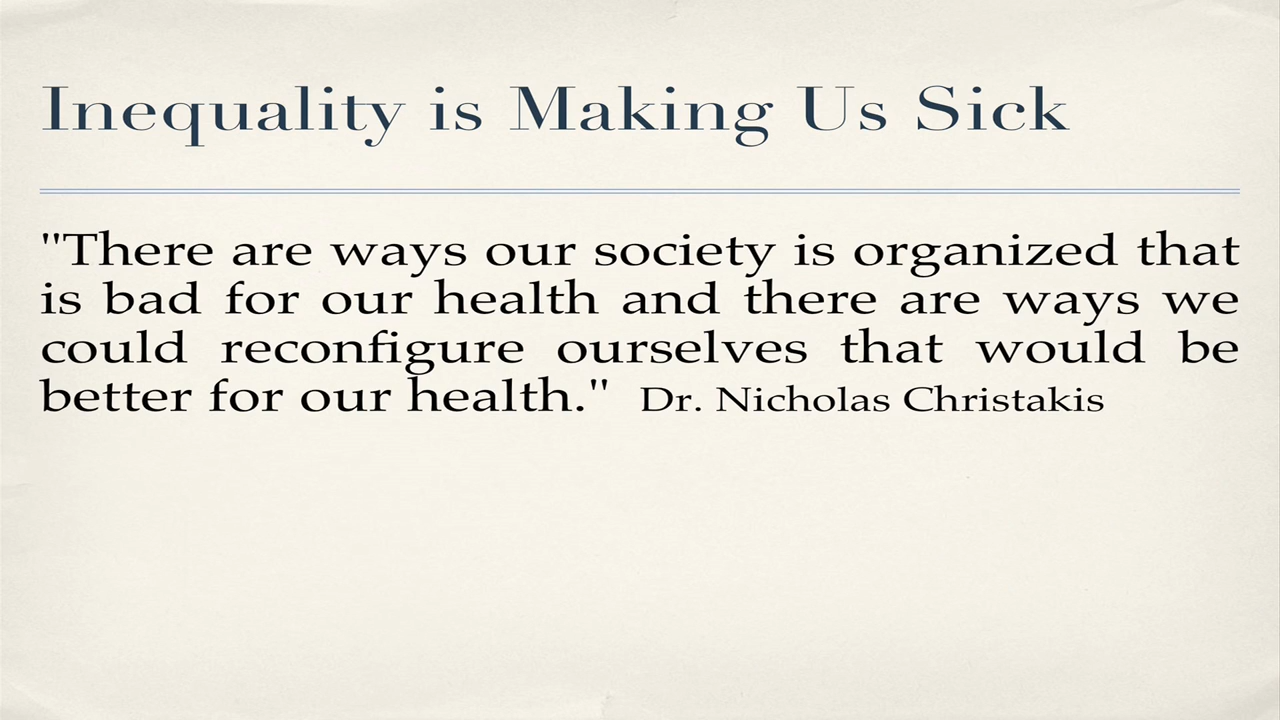 Inequality is Making Us Sick
"There are ways our society is organized that
is bad for our health and there are ways we
could reconfigure ourselves that would be
better for our health." Dr. Nicholas Christakis